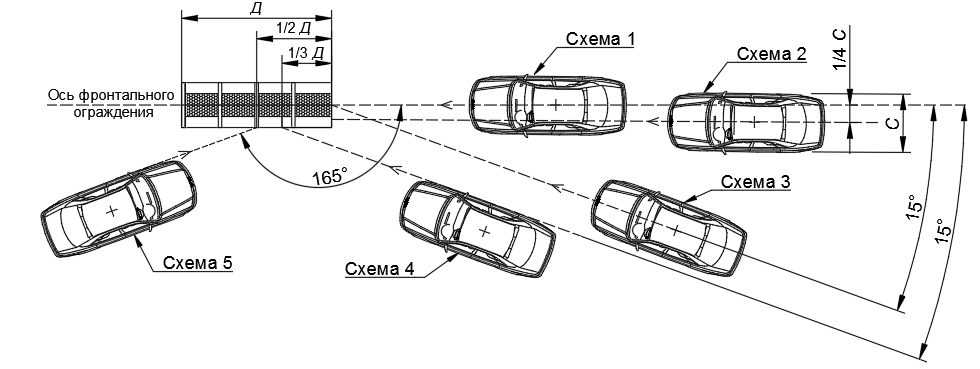 Д
1/2 Д
1/3 Д
Схема 1
Схема 2
1/4 С
Ось фронтального
ограждения
С
165°
Схема 3
15°
15°
Схема 5
Схема 4